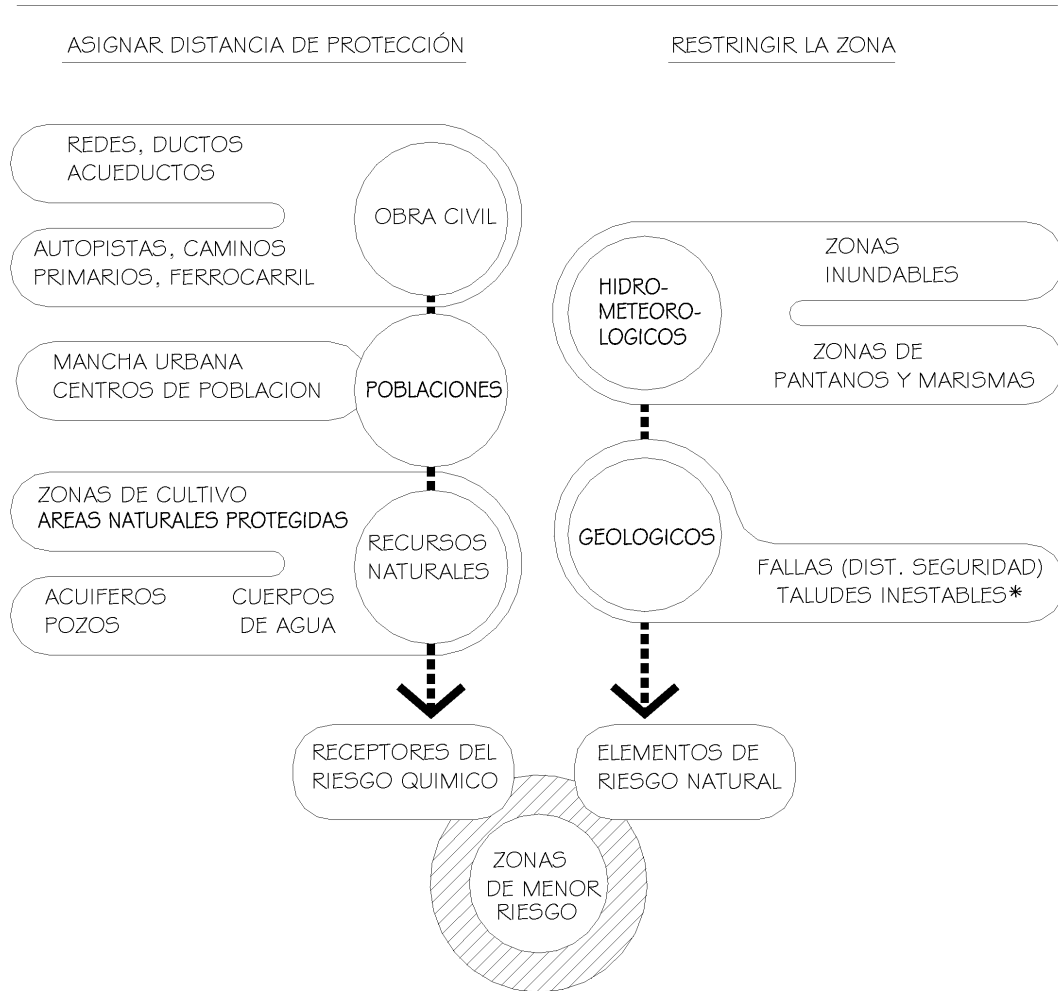 ASIGNAR DISTANCIA DE PROTECCIÓN
RESTRINGIR LA ZONA
REDES, DUCTOS
ACUEDUCTOS
OBRA CIVIL
AUTOPISTAS, CAMINOS
PRIMARIOS, FERROCARRIL
MANCHA URBANA
CENTROS DE POBLACION
POBLACIONES
ZONAS DE CULTIVO
AREAS NATURALES PROTEGIDAS
RECURSOS
NATURALES
ACUIFEROS
POZOS
CUERPOS
DE AGUA
HIDRO-
METEORO-
LOGICOS
ZONAS
INUNDABLES
ZONAS DE
PANTANOS Y MARISMAS
GEOLOGICOS
FALLAS (DIST. SEGURIDAD)
TALUDES INESTABLES*
RECEPTORES DEL
RIESGO QUIMICO
ELEMENTOS DE
RIESGO NATURAL
ZONAS
DE MENOR
RIESGO